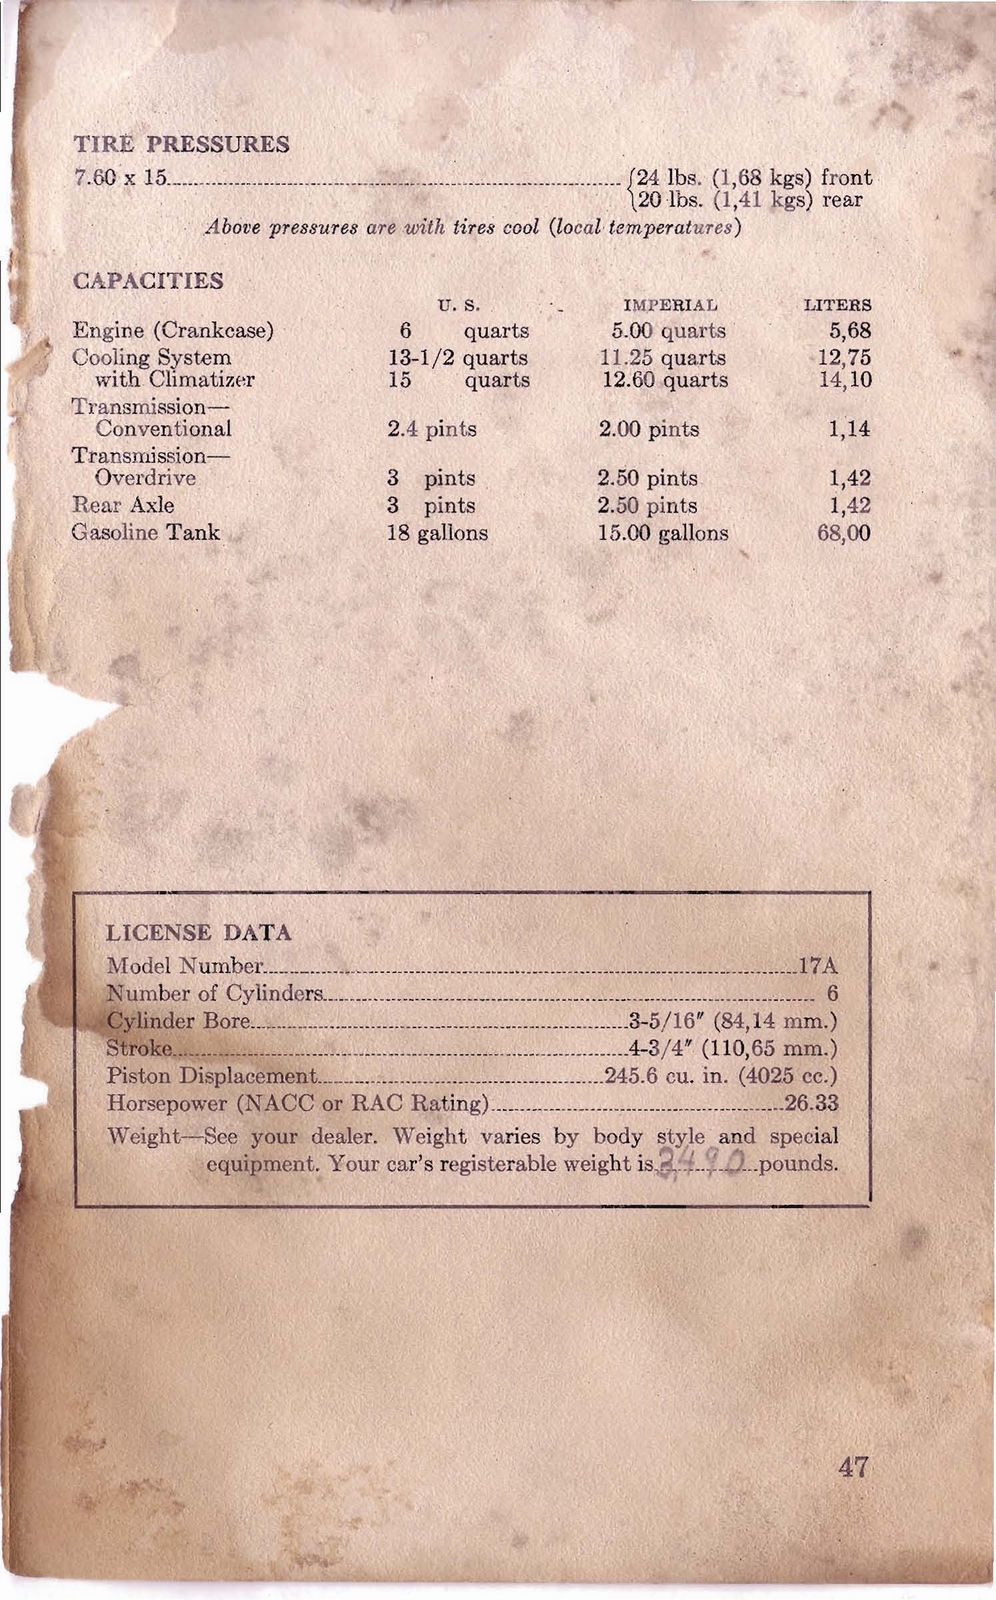 TIRE PRESSURES
7.60 x 15 {24 lbs. (1,68 kgs) front
{20 lbs. (1,41 kgs) rear
Above pressures are with tires cool (local temperatures)
CAPACITIES
U. S. IMPERIAL LITERS
Engine (Crankcase) 6 quarts 5.00 quarts 5,68
Cooling System 13-1/2 quarts 11.25 quarts 12,75
with Climatizer 15 quarts 12.60 quarts 14,10
Transmission—
Conventional 2.4 pints 2.00 pints 1,14
Transmission—
Overdrive 3 pints 2.50 pints 1,42
Rear Axle 3 pints 2.50 pints 1,42
Gasoline Tank 18 gallons 15.00 gallons 68,00
LICENSE DATA
Model Number 17A
Number of Cylinders 6
Cylinder Bore 3-5/16" (84,14 mm.)
Stroke 4-3/4" (110,65 mm.)
Piston Displacement 245.6 cu. in. (4025 cc.)
Horsepower (NACC or RAC Rating) 26.33
Weight—See your dealer. Weight varies by body style and special
equipment. Your car's registerable weight is 3490 pounds.
47